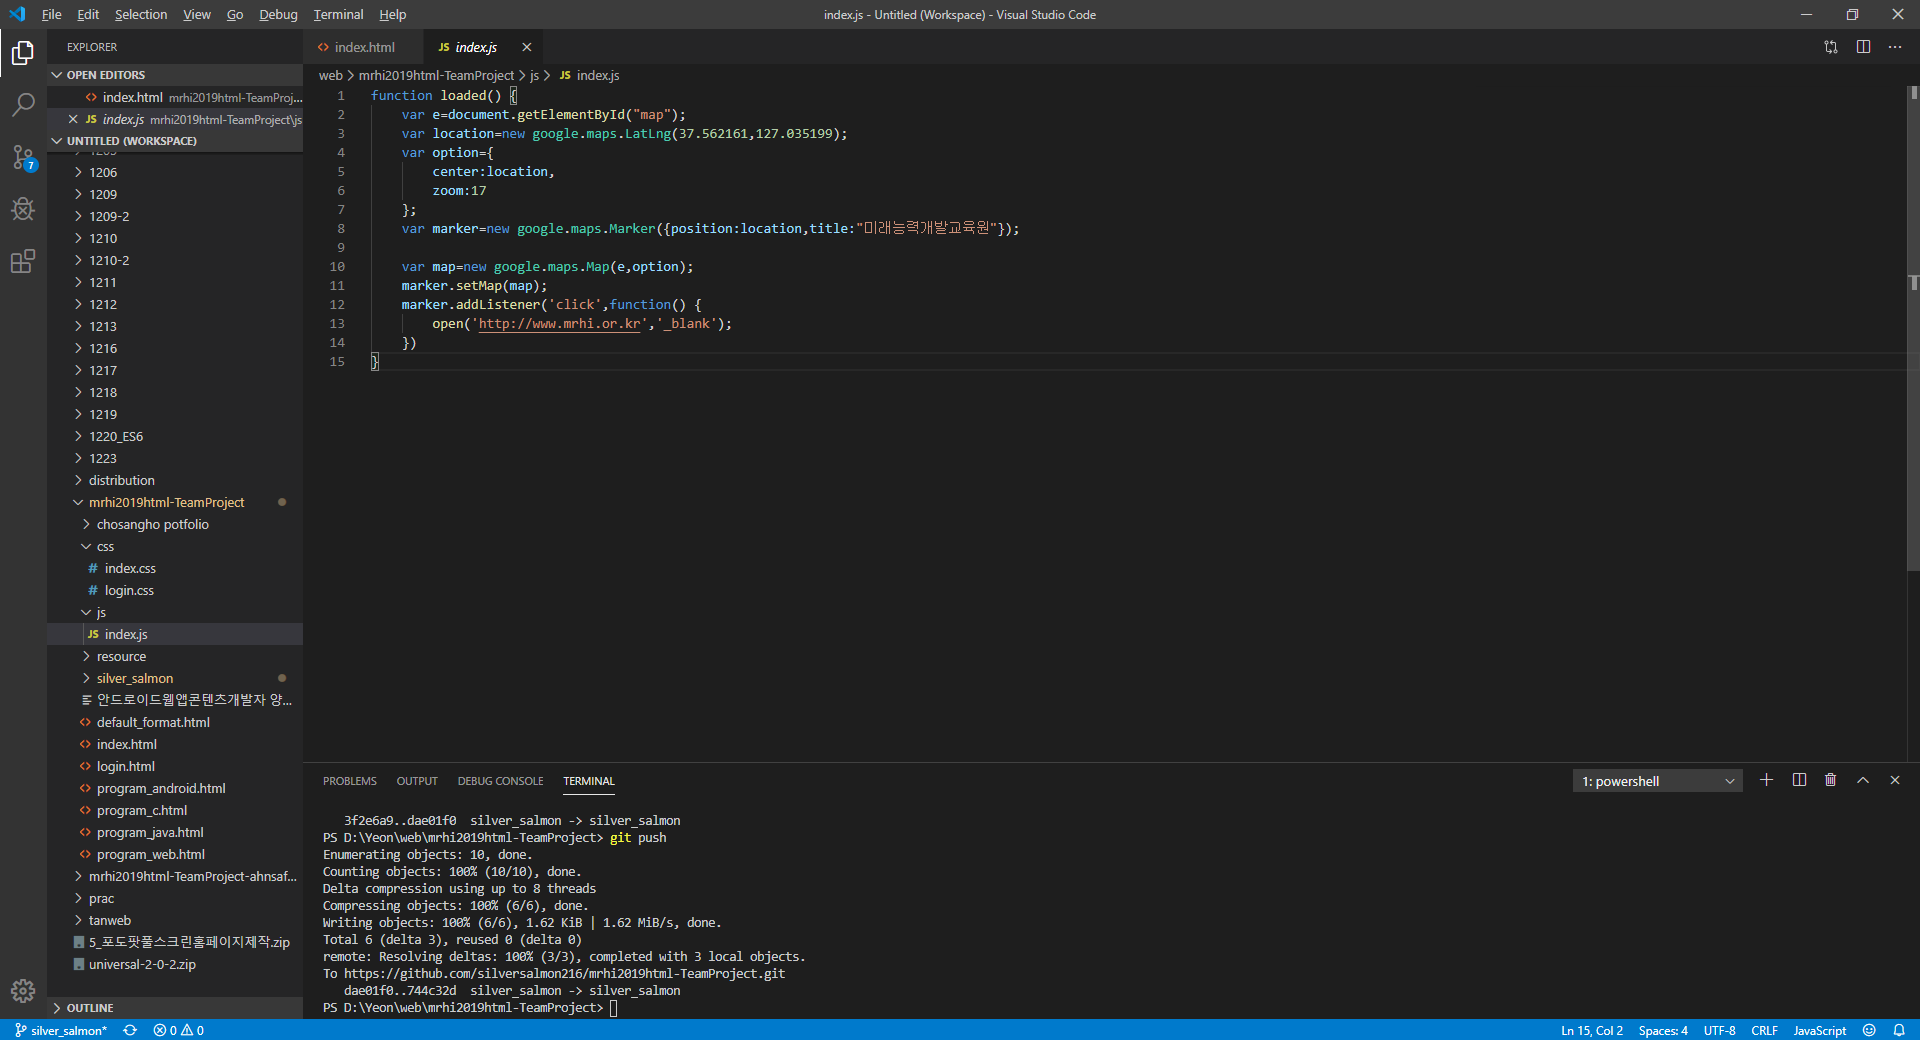 File Edit Selection View Go Debug Terminal Help
index.js - Untitled (Workspace) - Visual Studio Code
EXPLORER
OPEN EDITORS
index.html mrhi2019html-TeamProj...
index.js mrhi2019html-TeamProject\js
UNTITLED (WORKSPACE)
1206
1209
1209-2
1210
1210-2
1211
1212
1213
1216
1217
1218
1219
1220_ES6
1223
distribution
mrhi2019html-TeamProject
chosangho potfolio
css
# index.css
# login.css
js
JS index.js
resource
silver_salmon
안드로이드웹앱콘텐츠개발자 양...
<> default_format.html
<> index.html
<> login.html
<> program_android.html
<> program_c.html
<> program_java.html
<> program_web.html
mrhi2019html-TeamProject-ahnsaf...
prac
tanweb
5_포도팟풀스크린홈페이지제작.zip
universal-2-0-2.zip
OUTLINE
7
<> index.html
JS index.js
web > mrhi2019html-TeamProject > js > JS index.js
1 function loaded() {
2 var e=document.getElementById("map");
3 var location=new google.maps.LatLng(37.562161,127.035199);
4 var option={
5 center:location,
6 zoom:17
7 };
8 var marker=new google.maps.Marker({position:location,title:"미래능력개발교육원"});
9
10 var map=new google.maps.Map(e,option);
11 marker.setMap(map);
12 marker.addListener('click',function() {
13 open('http://www.mrhi.or.kr','_blank');
14 })
15 }
PROBLEMS OUTPUT DEBUG CONSOLE TERMINAL
1: powershell
3f2e6a9..dae01f0 silver_salmon -> silver_salmon
PS D:\Yeon\web\mrhi2019html-TeamProject> git push
Enumerating objects: 10, done.
Counting objects: 100% (10/10), done.
Delta compression using up to 8 threads
Compressing objects: 100% (6/6), done.
Writing objects: 100% (6/6), 1.62 KiB | 1.62 MiB/s, done.
Total 6 (delta 3), reused 0 (delta 0)
remote: Resolving deltas: 100% (3/3), completed with 3 local objects.
To https://github.com/silversalmon216/mrhi2019html-TeamProject.git
dae01f0..744c32d silver_salmon -> silver_salmon
PS D:\Yeon\web\mrhi2019html-TeamProject>
silver_salmon* 0 0
Ln 15, Col 2 Spaces: 4 UTF-8 CRLF JavaScript